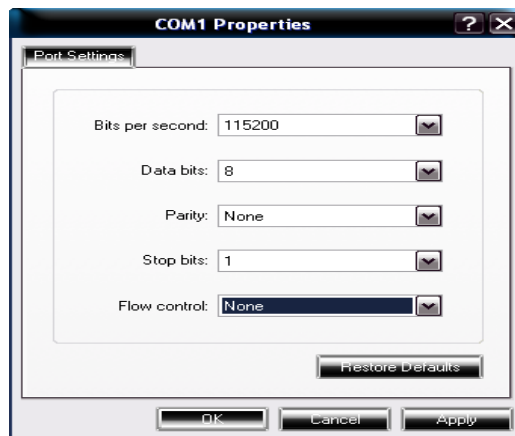 COM1 Properties
?
Port Settings
Bits per second: 115200
Data bits: 8
Parity: None
Stop bits: 1
Flow control: None
Restore Defaults
OK Cancel Apply